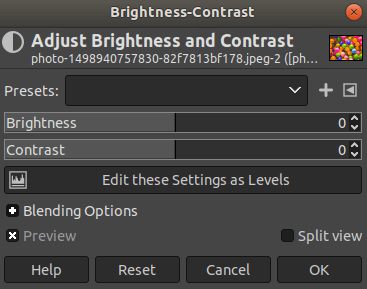 Brightness-Contrast
Adjust Brightness and Contrast
photo-1498940757830-82f7813bf178.jpeg-2 ([ph...
Presets:
Brightness 0
Contrast 0
Edit these Settings as Levels
Blending Options
Preview Split view
Help Reset Cancel OK